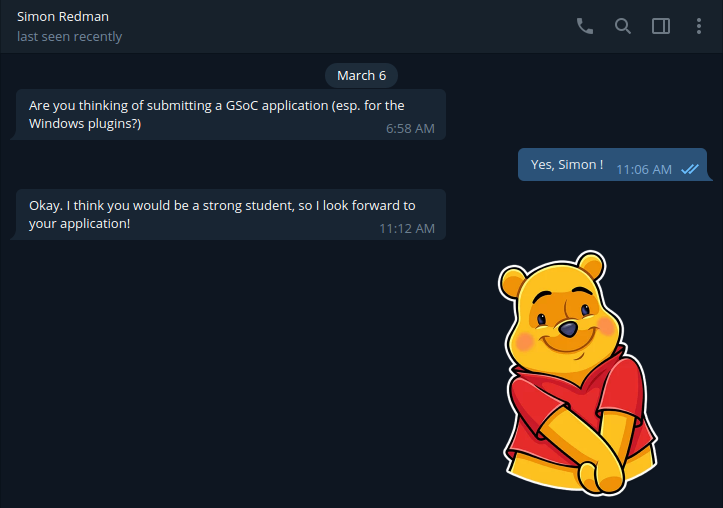 Simon Redman
last seen recently
March 6
Are you thinking of submitting a GSoC application (esp. for the
Windows plugins?)
6:58 AM
Yes, Simon !
11:06 AM
Okay. I think you would be a strong student, so I look forward to
your application!
11:12 AM